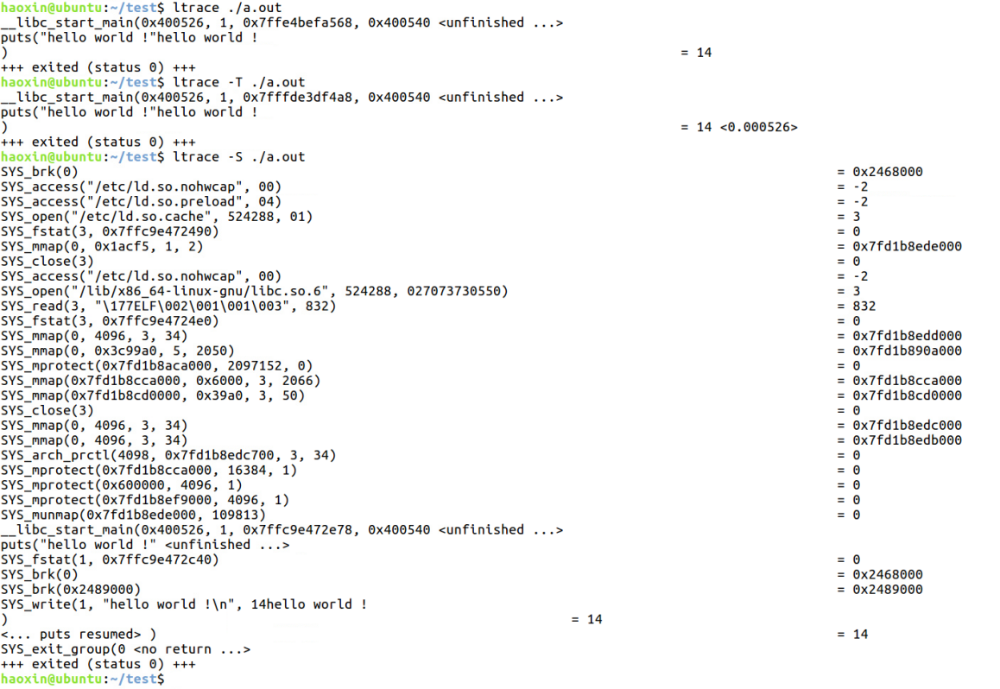 haoxin@ubuntu:~/test$ ltrace ./a.out
__libc_start_main(0x400526, 1, 0x7ffe4befa568, 0x400540 <unfinished ...>
puts("hello world !"hello world !
) = 14
+++ exited (status 0) +++
haoxin@ubuntu:~/test$ ltrace -T ./a.out
__libc_start_main(0x400526, 1, 0x7fffde3df4a8, 0x400540 <unfinished ...>
puts("hello world !"hello world !
) = 14 <0.000526>
+++ exited (status 0) +++
haoxin@ubuntu:~/test$ ltrace -S ./a.out
SYS_brk(0) = 0x2468000
SYS_access("/etc/ld.so.nohwcap", 00) = -2
SYS_access("/etc/ld.so.preload", 04) = -2
SYS_open("/etc/ld.so.cache", 524288, 01) = 3
SYS_fstat(3, 0x7ffc9e472490) = 0
SYS_mmap(0, 0x1acf5, 1, 2) = 0x7fd1b8ede000
SYS_close(3) = 0
SYS_access("/etc/ld.so.nohwcap", 00) = -2
SYS_open("/lib/x86_64-linux-gnu/libc.so.6", 524288, 027073730550) = 3
SYS_read(3, "\177ELF\002\001\001\003", 832) = 832
SYS_fstat(3, 0x7ffc9e4724e0) = 0
SYS_mmap(0, 4096, 3, 34) = 0x7fd1b8edd000
SYS_mmap(0, 0x3c99a0, 5, 2050) = 0x7fd1b890a000
SYS_mprotect(0x7fd1b8aca000, 2097152, 0) = 0
SYS_mmap(0x7fd1b8cca000, 0x6000, 3, 2066) = 0x7fd1b8cca000
SYS_mmap(0x7fd1b8cd0000, 0x39a0, 3, 50) = 0x7fd1b8cd0000
SYS_close(3) = 0
SYS_mmap(0, 4096, 3, 34) = 0x7fd1b8edc000
SYS_mmap(0, 4096, 3, 34) = 0x7fd1b8edb000
SYS_arch_prctl(4098, 0x7fd1b8edc700, 3, 34) = 0
SYS_mprotect(0x7fd1b8cca000, 16384, 1) = 0
SYS_mprotect(0x600000, 4096, 1) = 0
SYS_mprotect(0x7fd1b8ef9000, 4096, 1) = 0
SYS_munmap(0x7fd1b8ede000, 109813) = 0
__libc_start_main(0x400526, 1, 0x7ffc9e472e78, 0x400540 <unfinished ...>
puts("hello world !" <unfinished ...>
SYS_fstat(1, 0x7ffc9e472c40) = 0
SYS_brk(0) = 0x2468000
SYS_brk(0x2489000) = 0x2489000
SYS_write(1, "hello world !\n", 14hello world !
) = 14
<... puts resumed> ) = 14
SYS_exit_group(0 <no return ...>
+++ exited (status 0) +++
haoxin@ubuntu:~/test$